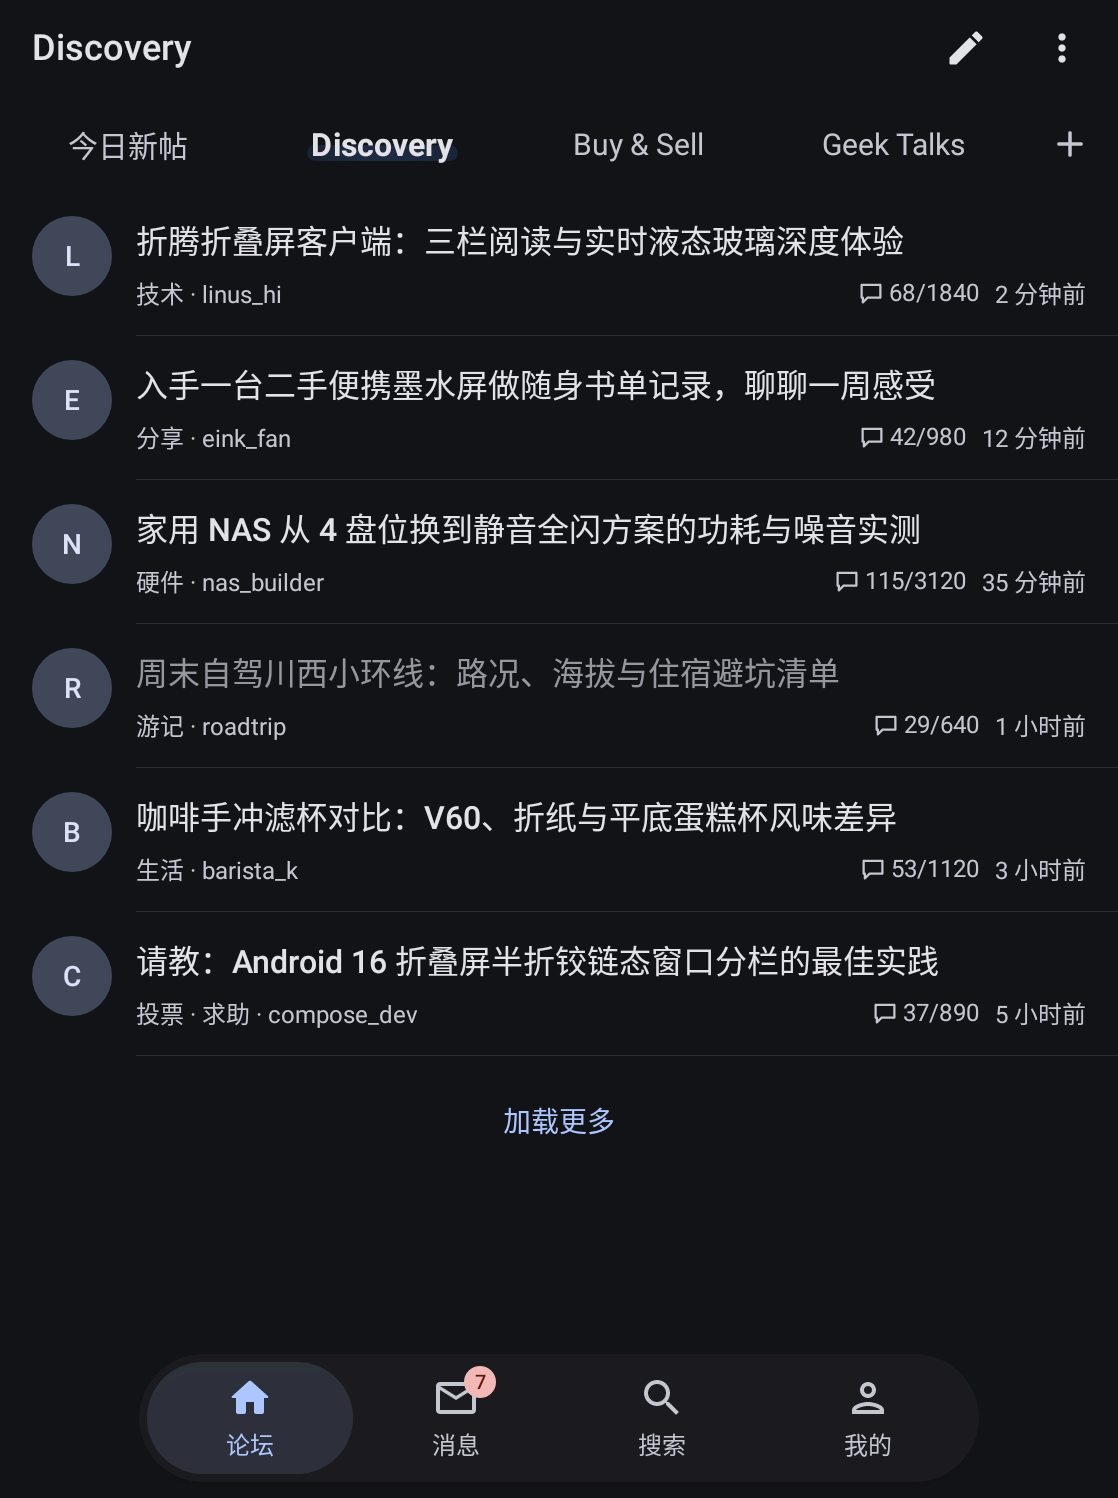 Discovery
今日新帖 Discovery Buy & Sell Geek Talks
L
折腾折叠屏客户端：三栏阅读与实时液态玻璃深度体验
技术 · linus_hi 68/1840 2 分钟前
E
入手一台二手便携墨水屏做随身书单记录，聊聊一周感受
分享 · eink_fan 42/980 12 分钟前
N
家用 NAS 从 4 盘位换到静音全闪方案的功耗与噪音实测
硬件 · nas_builder 115/3120 35 分钟前
R
周末自驾川西小环线：路况、海拔与住宿避坑清单
游记 · roadtrip 29/640 1 小时前
B
咖啡手冲滤杯对比：V60、折纸与平底蛋糕杯风味差异
生活 · barista_k 53/1120 3 小时前
C
请教：Android 16 折叠屏半折铰链态窗口分栏的最佳实践
投票 · 求助 · compose_dev 37/890 5 小时前
加载更多
7
论坛 消息 搜索 我的